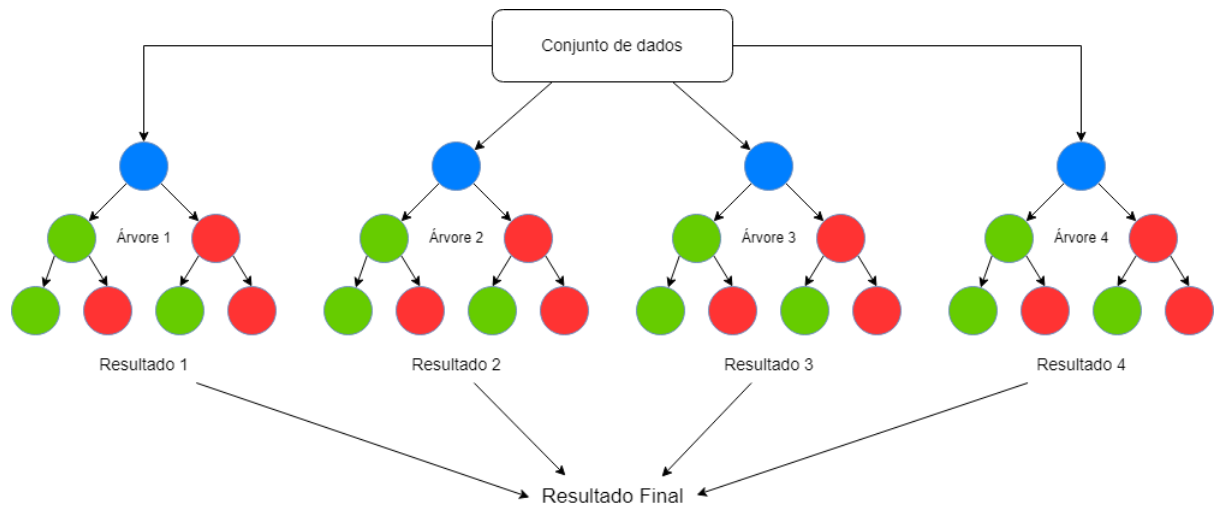 Conjunto de dados
Árvore 1
Árvore 2
Árvore 3
Árvore 4
Resultado 1
Resultado 2
Resultado 3
Resultado 4
Resultado Final